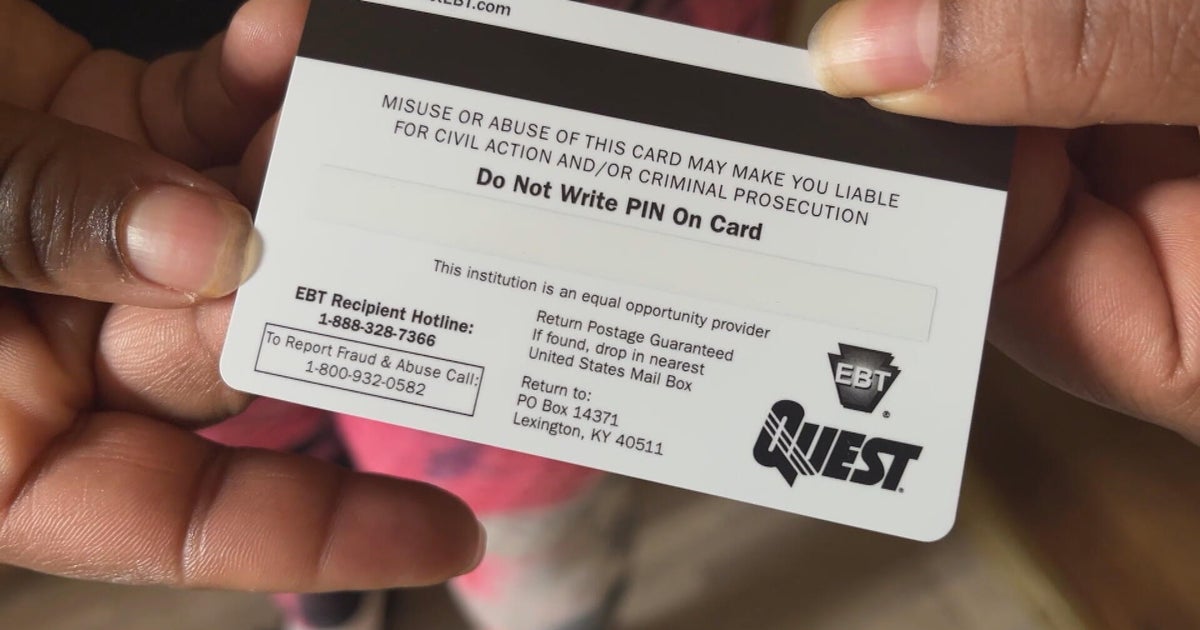 EBT.com
MISUSE OR ABUSE OF THIS CARD MAY MAKE YOU LIABLE
FOR CIVIL ACTION AND/OR CRIMINAL PROSECUTION
Do Not Write PIN On Card
This institution is an equal opportunity provider
EBT Recipient Hotline:
1-888-328-7366
To Report Fraud & Abuse Call:
1-800-932-0582
Return Postage Guaranteed
If found, drop in nearest
United States Mail Box
Return to:
PO Box 14371
Lexington, KY 40511
EBT ®
QUEST ®